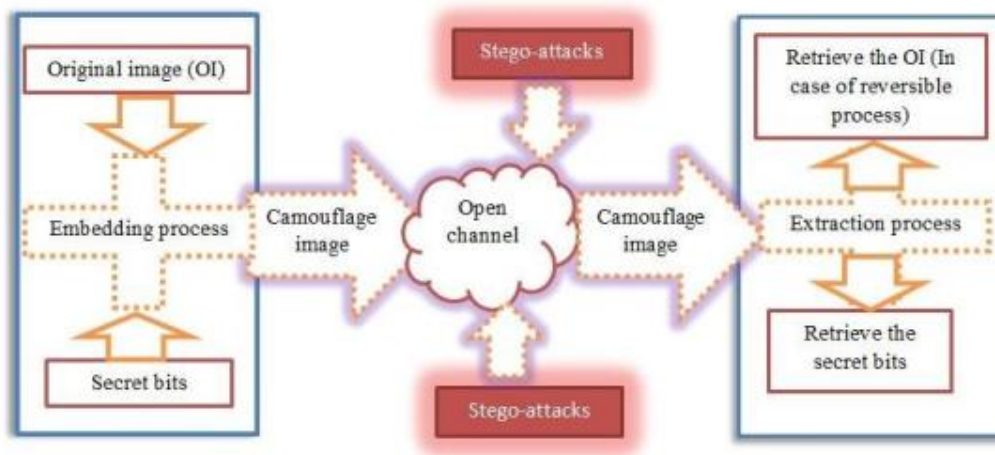 Original image (OI)
Embedding process
Secret bits
Camouflage
image
Stego-attacks
Open
channel
Stego-attacks
Camouflage
image
Retrieve the OI (In
case of reversible
process)
Extraction process
Retrieve the
secret bits